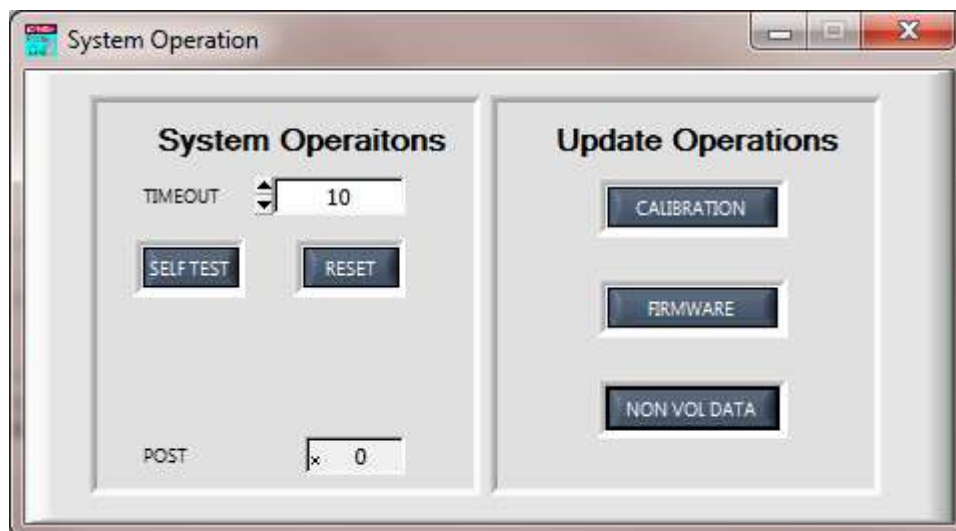 System Operation
System Operaitons
TIMEOUT 10
SELF TEST RESET
POST x 0
Update Operations
CALIBRATION
FIRMWARE
NON VOL DATA